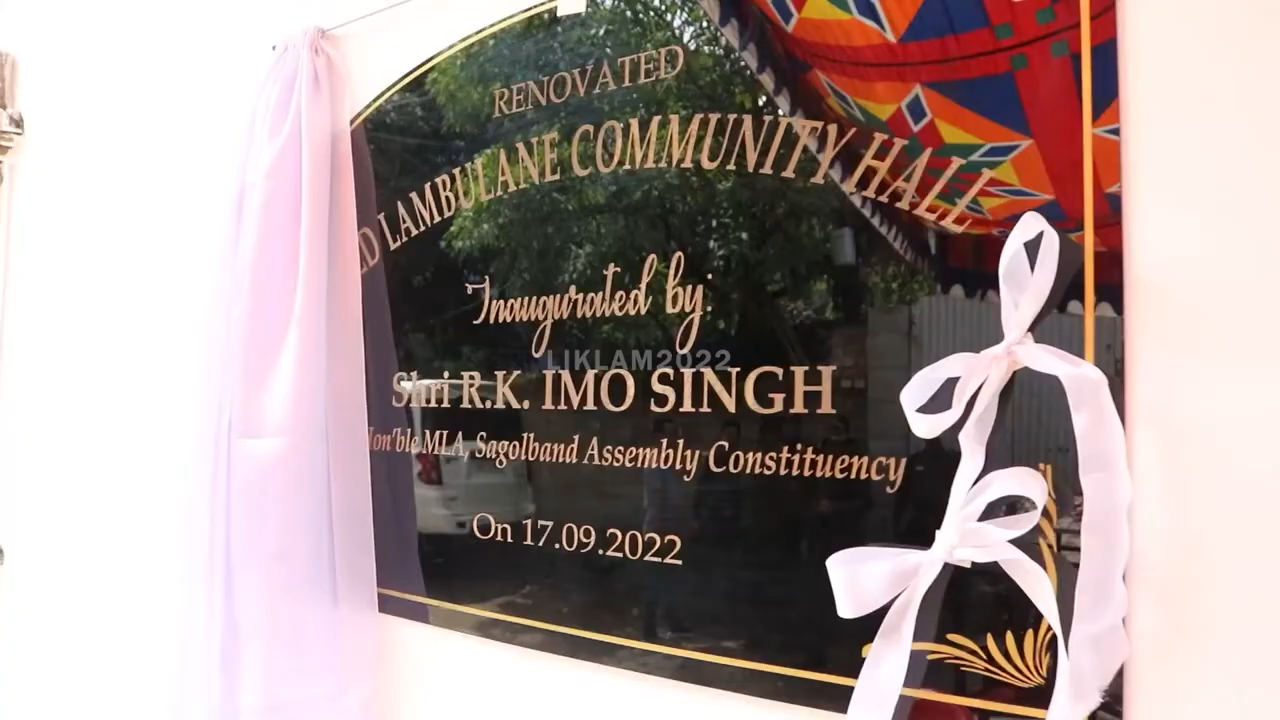 RENOVATED
LAMBULANE COMMUNITY HALL
Inaugurated by:
LIKLAM2022
Shri R.K. IMO SINGH
Hon'ble MLA, Sagolband Assembly Constituency
On 17.09.2022